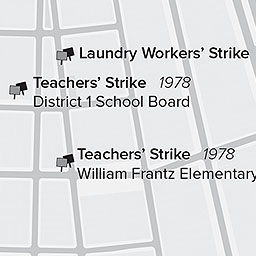 Laundry Workers’ Strike
Teachers’ Strike 1978
District 1 School Board
Teachers’ Strike 1978
William Frantz Elementary